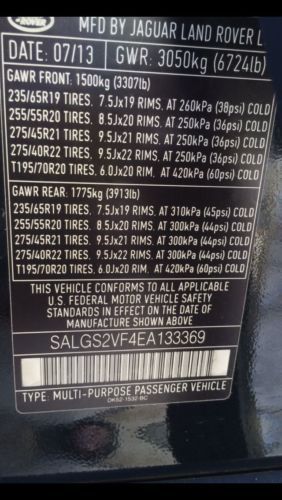 ROVER
MFD BY JAGUAR LAND ROVER L
DATE: 07/13 GWR: 3050kg (6724lb)
GAWR FRONT: 1500kg (3307lb)
235/65R19 TIRES, 7.5Jx19 RIMS, AT 260kPa (38psi) COLD
255/55R20 TIRES, 8.5Jx20 RIMS, AT 250kPa (36psi) COLD
275/45R21 TIRES, 9.5Jx21 RIMS, AT 250kPa (36psi) COLD
275/40R22 TIRES, 9.5Jx22 RIMS, AT 250kPa (36psi) COLD
T195/70R20 TIRES, 6.0Jx20 RIM, AT 420kPa (60psi) COLD
GAWR REAR: 1775kg (3913lb)
235/65R19 TIRES, 7.5Jx19 RIMS, AT 310kPa (45psi) COLD
255/55R20 TIRES, 8.5Jx20 RIMS, AT 300kPa (44psi) COLD
275/45R21 TIRES, 9.5Jx21 RIMS, AT 300kPa (44psi) COLD
275/40R22 TIRES, 9.5Jx22 RIMS, AT 300kPa (44psi) COLD
T195/70R20 TIRES, 6.0Jx20 RIM, AT 420kPa (60psi) COLD
THIS VEHICLE CONFORMS TO ALL APPLICABLE
U.S. FEDERAL MOTOR VEHICLE SAFETY
STANDARDS IN EFFECT ON THE DATE OF
MANUFACTURE SHOWN ABOVE.
SALGS2VF4EA133369
TYPE: MULTI-PURPOSE PASSENGER VEHICLE
DK52-1532-BC